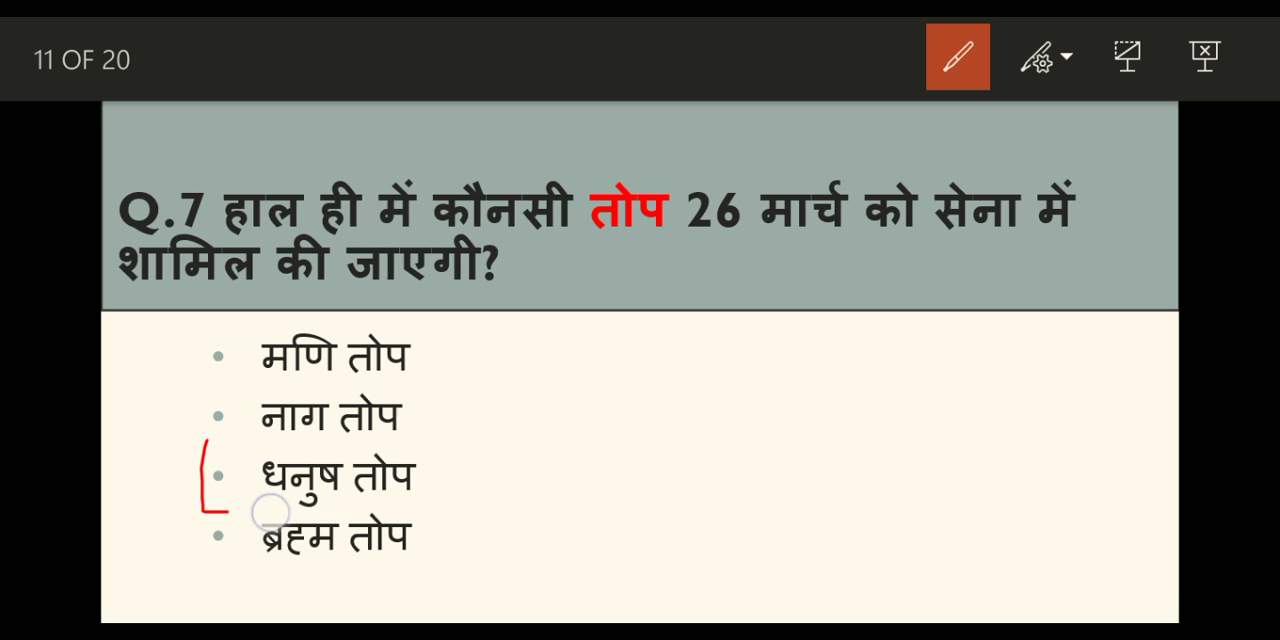 11 OF 20
Q.7 हाल ही में कौनसी तोप 26 मार्च को सेना में
शामिल की जाएगी?
• मणि तोप
• नाग तोप
• धनुष तोप
• ब्रह्म तोप